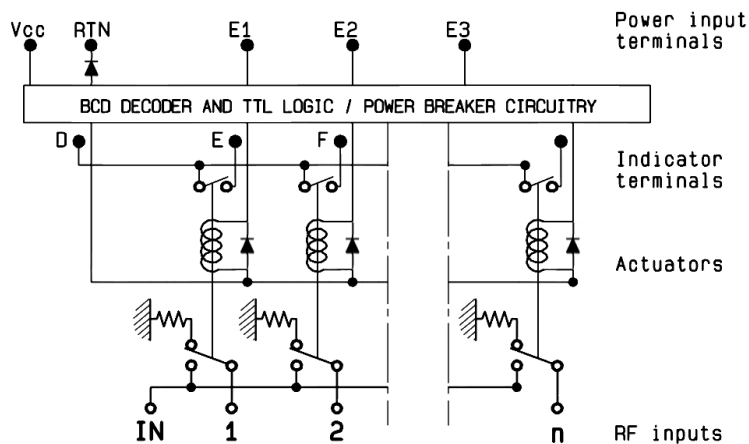 Vcc RTN E1 E2 E3 Power input
terminals
BCD DECODER AND TTL LOGIC / POWER BREAKER CIRCUITRY
D E F
Indicator
terminals
Actuators
IN 1 2 n RF inputs